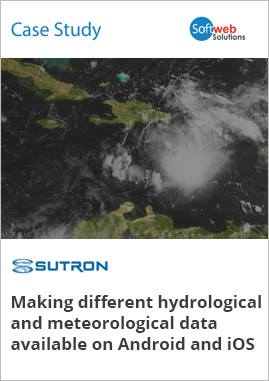 Case Study
Softweb
Solutions
SUTRON
Making different hydrological
and meteorological data
available on Android and iOS